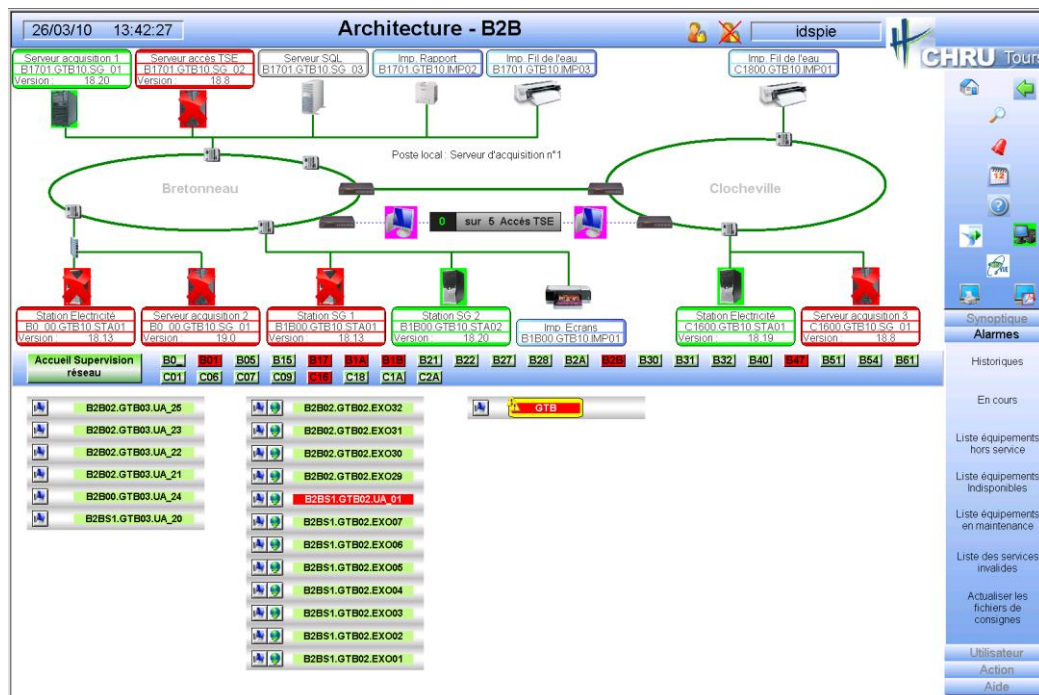 26/03/10 13:42:27
Architecture - B2B
idspie
CHRU Tours
Serveur acquisition 1
B1701.GTB10.SG_01
Version : 18.20
Serveur accès TSE
B1701.GTB10.SG_02
Version : 18.8
Serveur SQL
B1701.GTB10.SG_03
Imp. Rapport
B1701.GTB10.IMP02
Imp. Fil de l'eau
B1701.GTB10.IMP03
Imp. Fil de l'eau
C1800.GTB10.IMP01
Poste local : Serveur d'acquisition n°1
Bretonneau
Clocheville
0 sur 5 Accès TSE
12
Station Electricité
B0_00.GTB10.STA01
Version : 18.13
Serveur acquisition 2
B0_00.GTB10.SG_01
Version : 19.0
Station SG 1
B1B00.GTB10.STA01
Version : 18.13
Station SG 2
B1B00.GTB10.STA02
Version : 18.20
Imp. Ecrans
B1B00.GTB10.IMP01
Station Electricité
C1600.GTB10.STA01
Version : 18.19
Serveur acquisition 3
C1600.GTB10.SG_01
Version : 18.8
Accueil Supervision
réseau
B0_ B01 B05 B15 B17 B1A B1B B21 B22 B27 B28 B2A B2B B30 B31 B32 B40 B47 B51 B54 B61
C01 C06 C07 C09 C16 C18 C1A C2A
B2B02.GTB03.UA_25
B2B02.GTB03.UA_23
B2B02.GTB03.UA_22
B2B02.GTB03.UA_21
B2B00.GTB03.UA_24
B2BS1.GTB03.UA_20
B2B02.GTB02.EXO32
B2B02.GTB02.EXO31
B2B02.GTB02.EXO30
B2B02.GTB02.EXO29
B2BS1.GTB02.UA_01
B2BS1.GTB02.EXO07
B2BS1.GTB02.EXO06
B2BS1.GTB02.EXO05
B2BS1.GTB02.EXO04
B2BS1.GTB02.EXO03
B2BS1.GTB02.EXO02
B2BS1.GTB02.EXO01
GTB
Synoptique
Alarmes
Historiques
En cours
Liste équipements
hors service
Liste équipements
Indisponibles
Liste équipements
en maintenance
Liste des services
invalides
Actualiser les
fichiers de
consignes
Utilisateur
Action
Aide